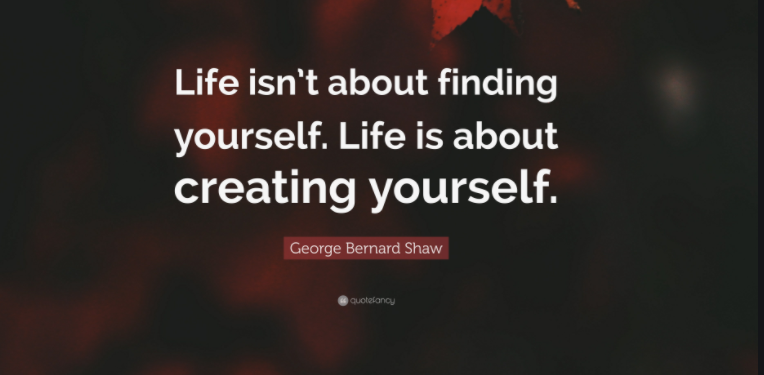 Life isn’t about finding
yourself. Life is about
creating yourself.
George Bernard Shaw
quotefancy